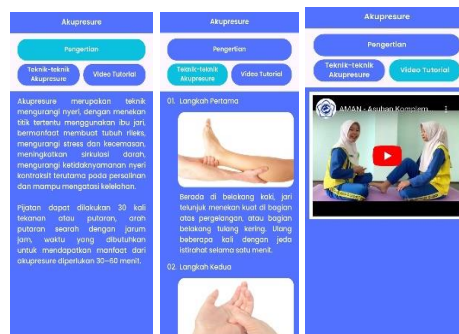 Akupresure
Pengertian
Teknik-teknik
Akupresure
Video Tutorial
Akupresure merupakan teknik
mengurangi nyeri, dengan menekan
titik tertentu menggunakan ibu jari,
bermanfaat membuat tubuh rileks,
mengurangi stress dan kecemasan,
meningkatkan sirkulasi darah,
mengurangi ketidaknyamanan nyeri
kontraksit terutama pada persalinan
dan mampu mengatasi kelelahan.
Pijatan dapat dilakukan 30 kali
tekanan atau putaran, arah
putaran searah dengan jarum
jam, waktu yang dibutuhkan
untuk mendapatkan manfaat dari
akupresure diperlukan 30–60 menit.
Akupresure
Pengertian
Teknik-teknik
Akupresure
Video Tutorial
01. Langkah Pertama
Berada di belakang kaki, jari
telunjuk menekan kuat di bagian
atas pergelangan, atau bagian
belakang tulang kering. Ulang
beberapa kali dengan jeda
istirahat selama satu menit.
02. Langkah Kedua
Akupresure
Pengertian
Teknik-teknik
Akupresure
Video Tutorial
AMAN - Asuhan Komplem...